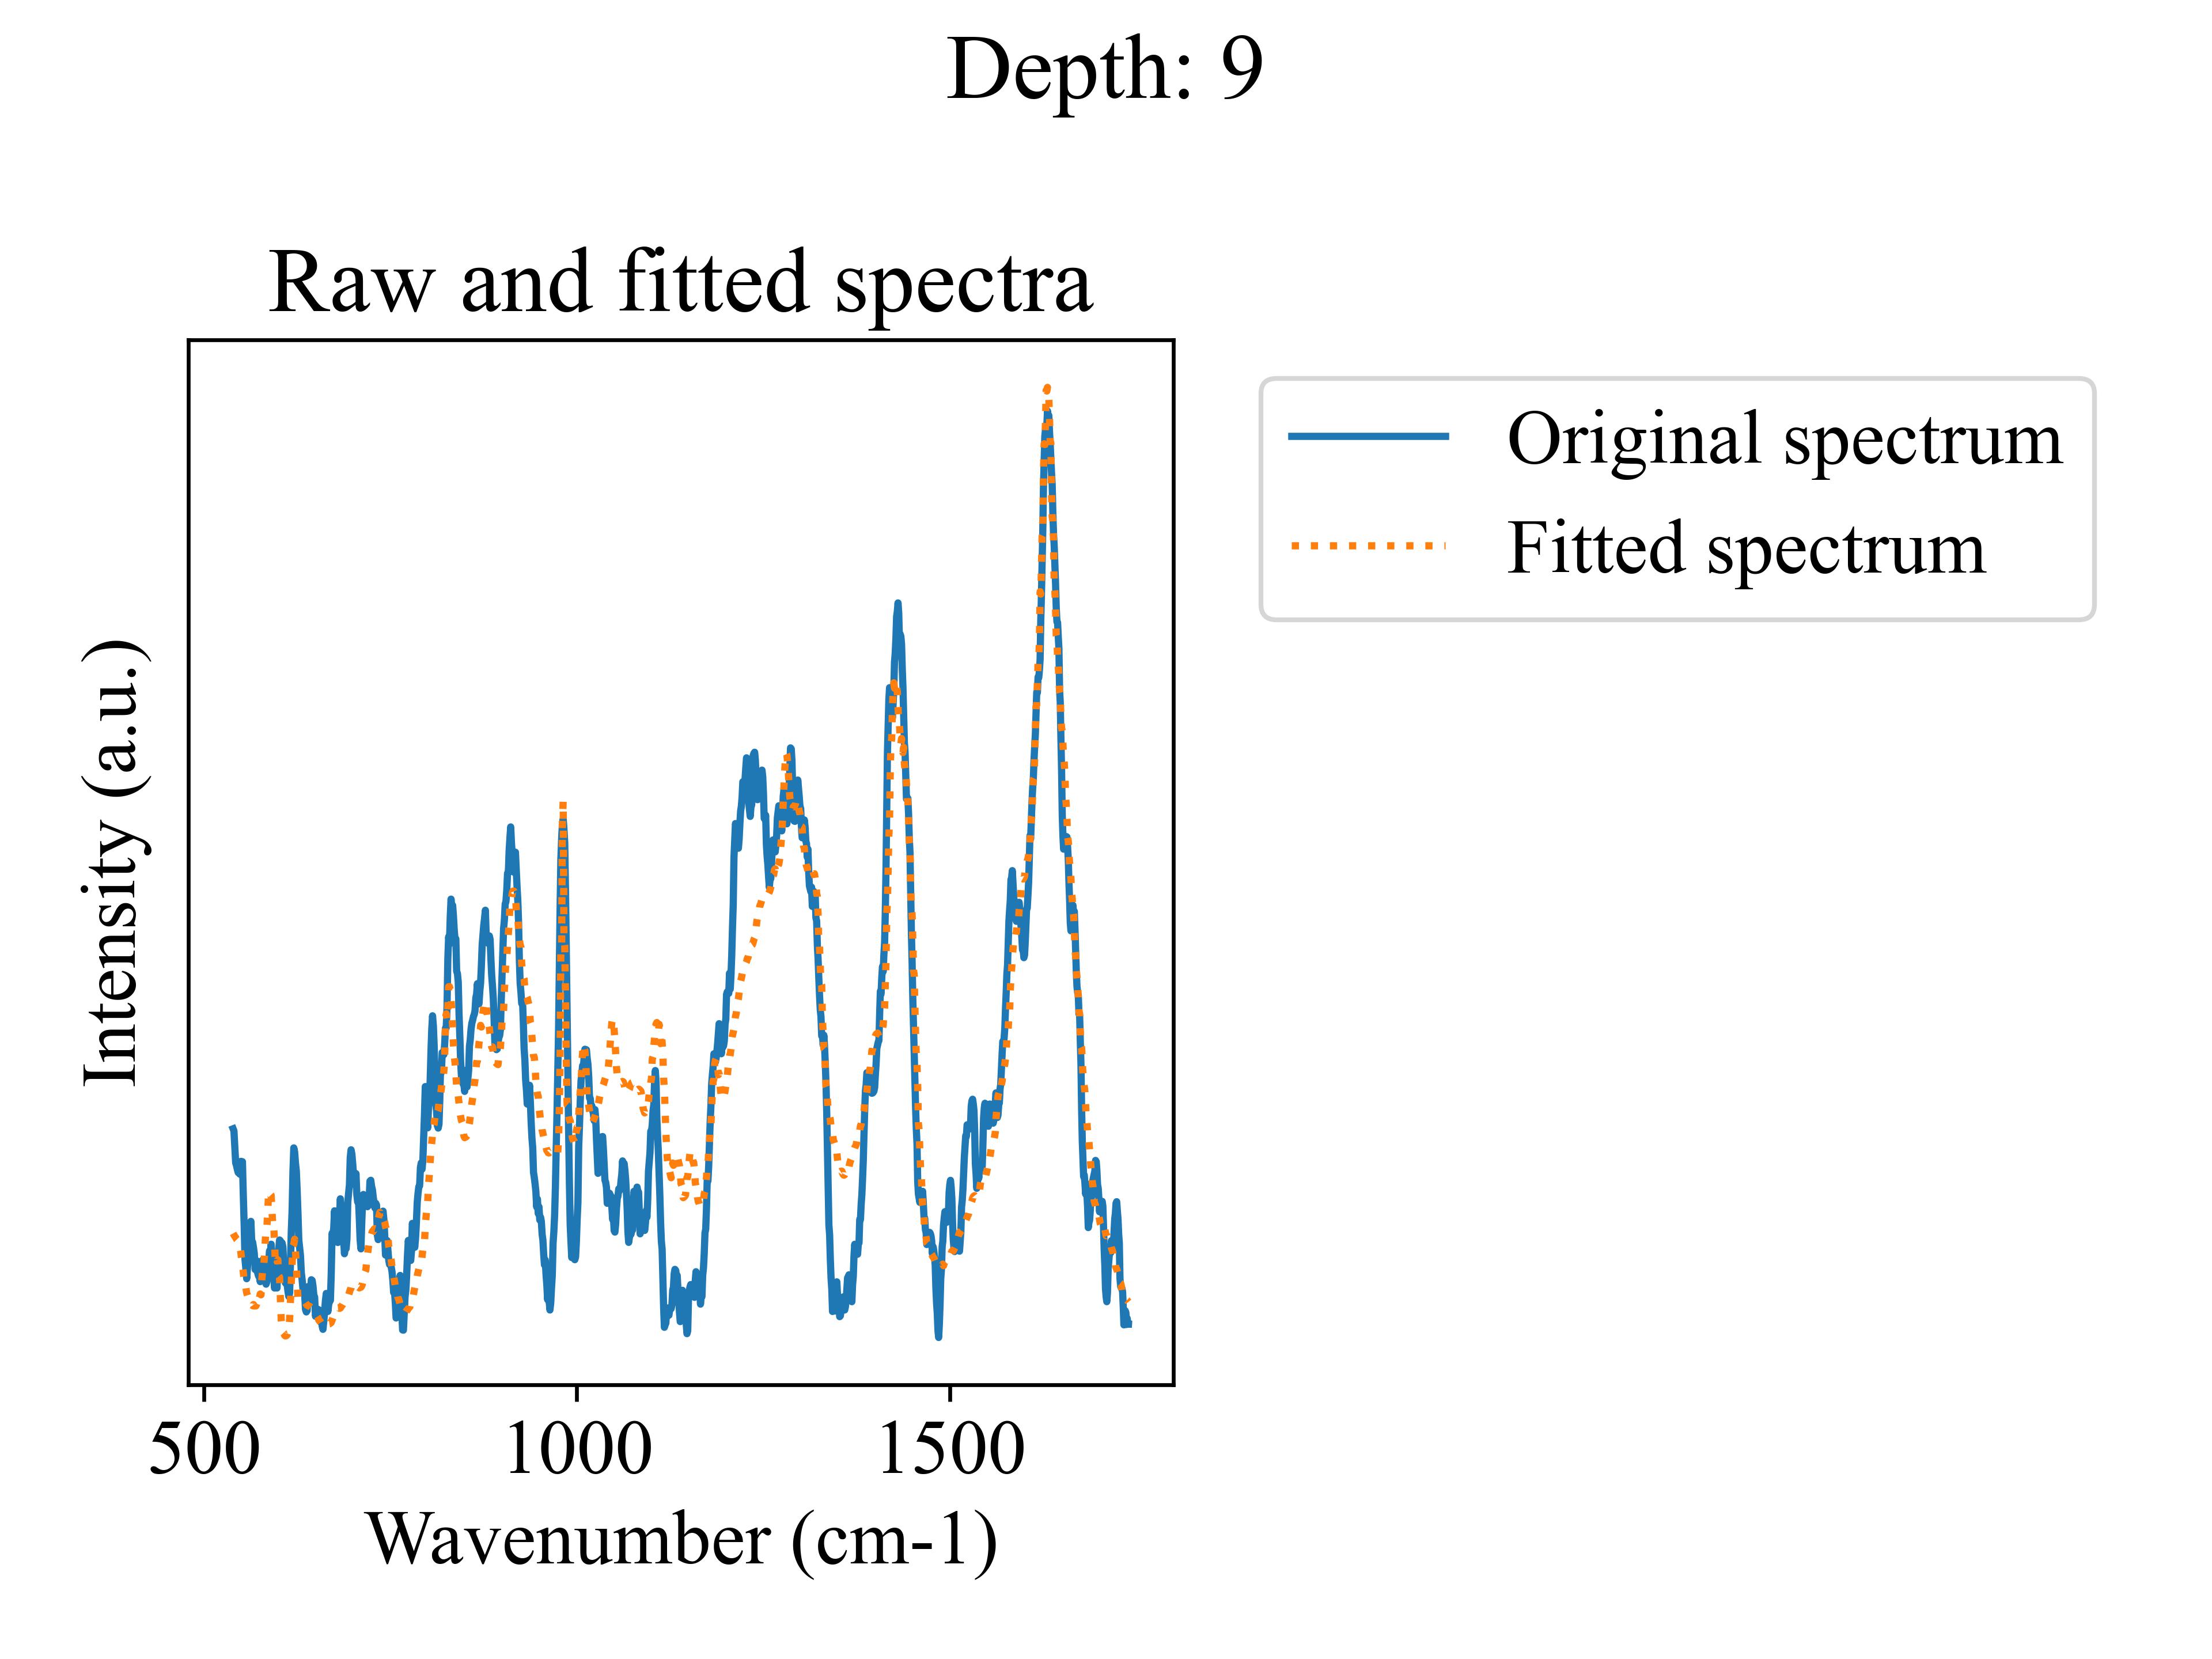 Depth: 9
Raw and fitted spectra
Original spectrum
Fitted spectrum
Intensity (a.u.)
500 1000 1500
Wavenumber (cm-1)